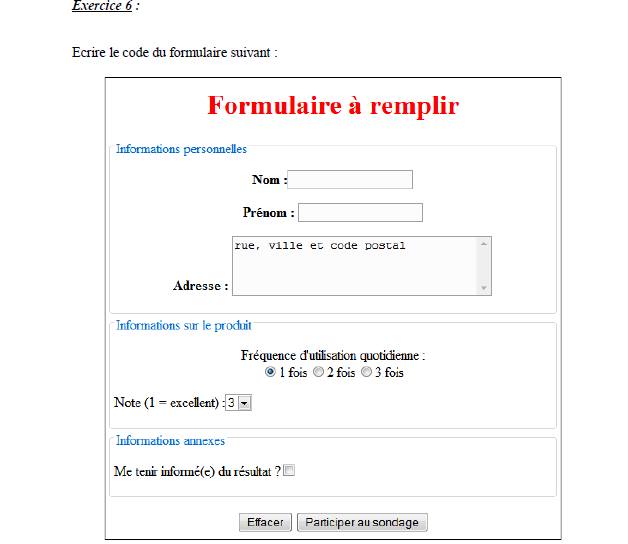 Exercice 6 :
Ecrire le code du formulaire suivant :
Formulaire à remplir
Informations personnelles
Nom :
Prénom :
rue, ville et code postal
Adresse :
Informations sur le produit
Fréquence d'utilisation quotidienne :
1 fois 2 fois 3 fois
Note (1 = excellent) : 3
Informations annexes
Me tenir informé(e) du résultat ?
Effacer Participer au sondage